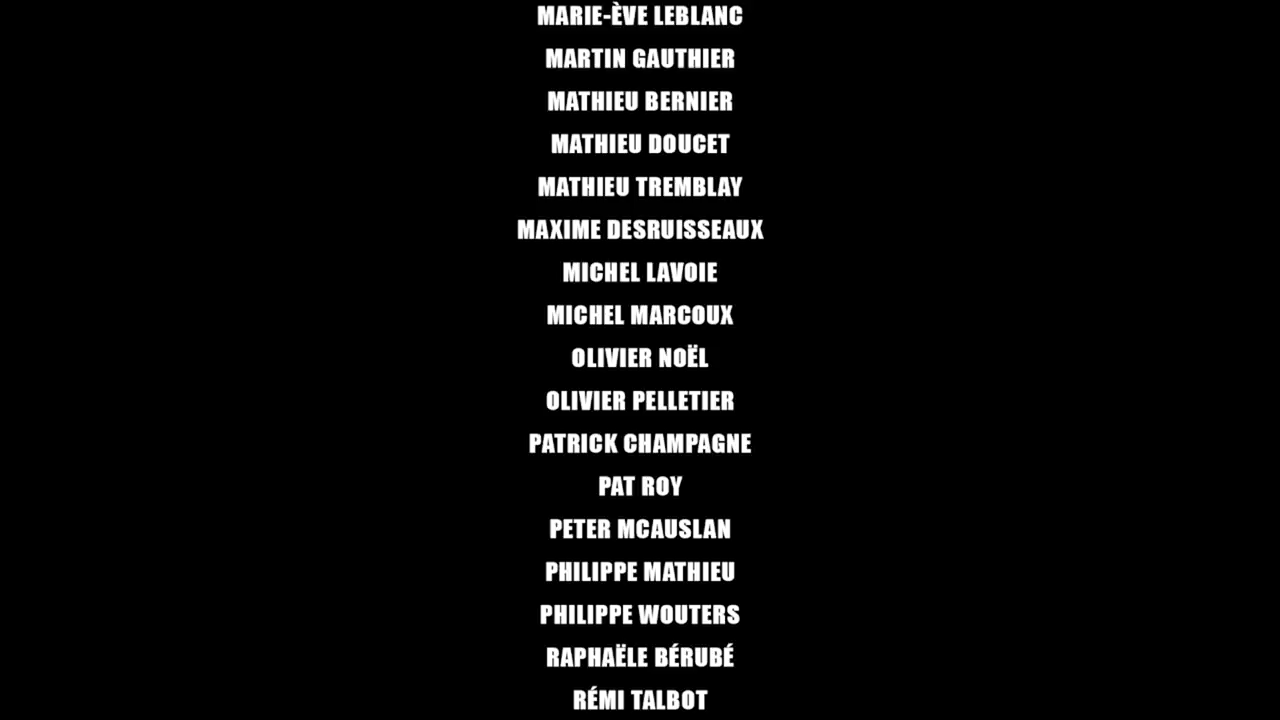 MARIE-ÈVE LEBLANC
MARTIN GAUTHIER
MATHIEU BERNIER
MATHIEU DOUCET
MATHIEU TREMBLAY
MAXIME DESRUISSEAUX
MICHEL LAVOIE
MICHEL MARCOUX
OLIVIER NOËL
OLIVIER PELLETIER
PATRICK CHAMPAGNE
PAT ROY
PETER MCAUSLAN
PHILIPPE MATHIEU
PHILIPPE WOUTERS
RAPHAËLE BÉRUBÉ
RÉMI TALBOT